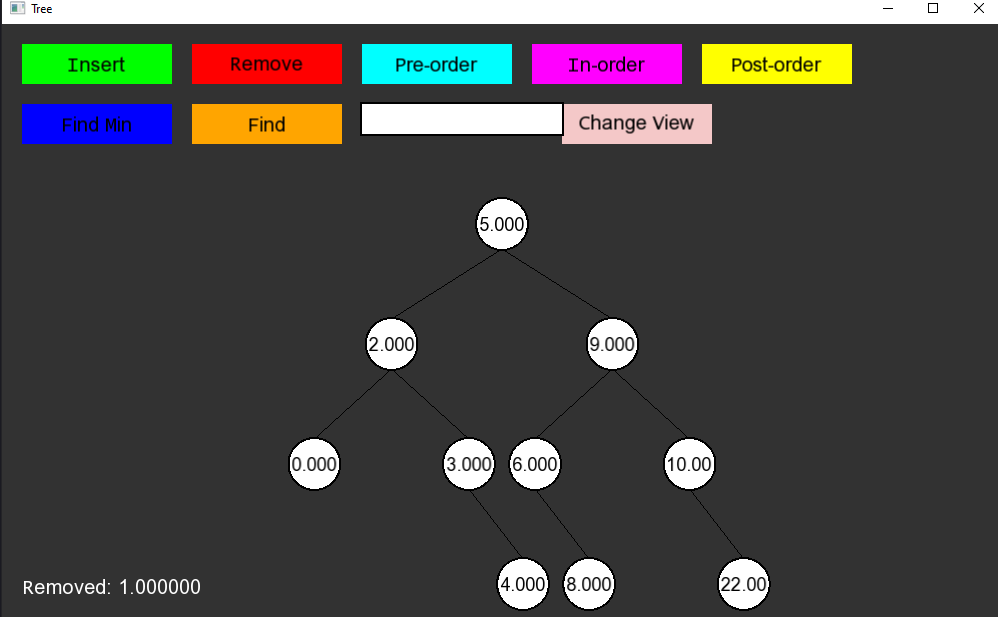 Tree
Insert Remove Pre-order In-order Post-order
Find Min Find Change View
5.000
2.000 9.000
0.000 3.000 6.000 10.00
4.000 8.000 22.00
Removed: 1.000000